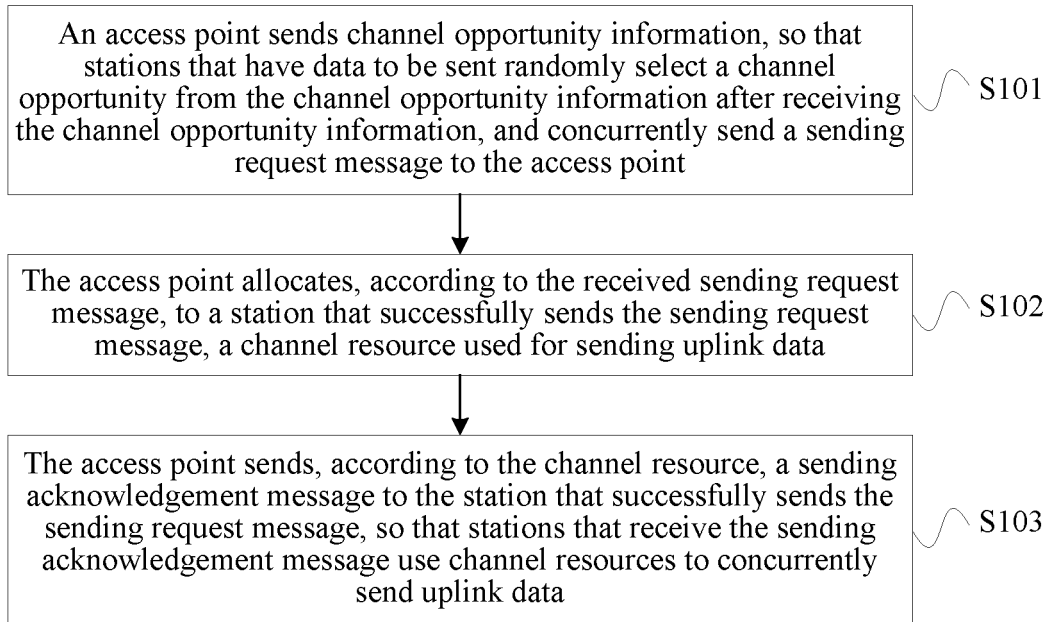 An access point sends channel opportunity information, so that
stations that have data to be sent randomly select a channel
opportunity from the channel opportunity information after receiving
the channel opportunity information, and concurrently send a sending
request message to the access point
S101
The access point allocates, according to the received sending request
message, to a station that successfully sends the sending request
message, a channel resource used for sending uplink data
S102
The access point sends, according to the channel resource, a sending
acknowledgement message to the station that successfully sends the
sending request message, so that stations that receive the sending
acknowledgement message use channel resources to concurrently
send uplink data
S103